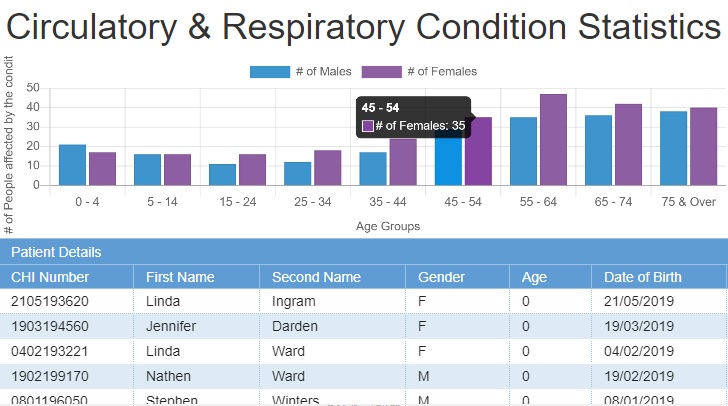 Circulatory & Respiratory Condition Statistics
# of Males # of Females
# of People affected by the condit
50
40
30
20
10
0
45 - 54
# of Females: 35
0 - 4 5 - 14 15 - 24 25 - 34 35 - 44 45 - 54 55 - 64 65 - 74 75 & Over
Age Groups
Patient Details
CHI Number First Name Second Name Gender Age Date of Birth
2105193620 Linda Ingram F 0 21/05/2019
1903194560 Jennifer Darden F 0 19/03/2019
0402193221 Linda Ward F 0 04/02/2019
1902199170 Nathen Ward M 0 19/02/2019
0801196050 Stephen Winters M 0 08/01/2019